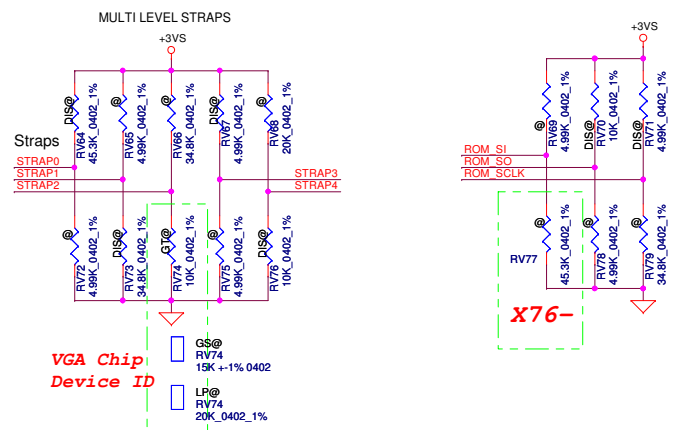 MULTI LEVEL STRAPS
+3VS
+3VS
DIS@
RV64
45.3K_0402_1%
@
RV65
4.99K_0402_1%
@
RV66
34.8K_0402_1%
DIS@
RV67
4.99K_0402_1%
@
RV68
20K_0402_1%
@
RV69
4.99K_0402_1%
DIS@
RV70
10K_0402_1%
DIS@
RV71
4.99K_0402_1%
Straps
STRAP0
STRAP1
STRAP2
STRAP3
STRAP4
ROM_SI
ROM_SO
ROM_SCLK
@
RV72
4.99K_0402_1%
DIS@
RV73
34.8K_0402_1%
GT@
RV74
10K_0402_1%
@
RV75
4.99K_0402_1%
DIS@
RV76
10K_0402_1%
@
RV77
45.3K_0402_1%
@
RV78
4.99K_0402_1%
DIS@
RV79
34.8K_0402_1%
X76-
VGA Chip
Device ID
GS@
RV74
15K +-1% 0402
LP@
RV74
20K_0402_1%